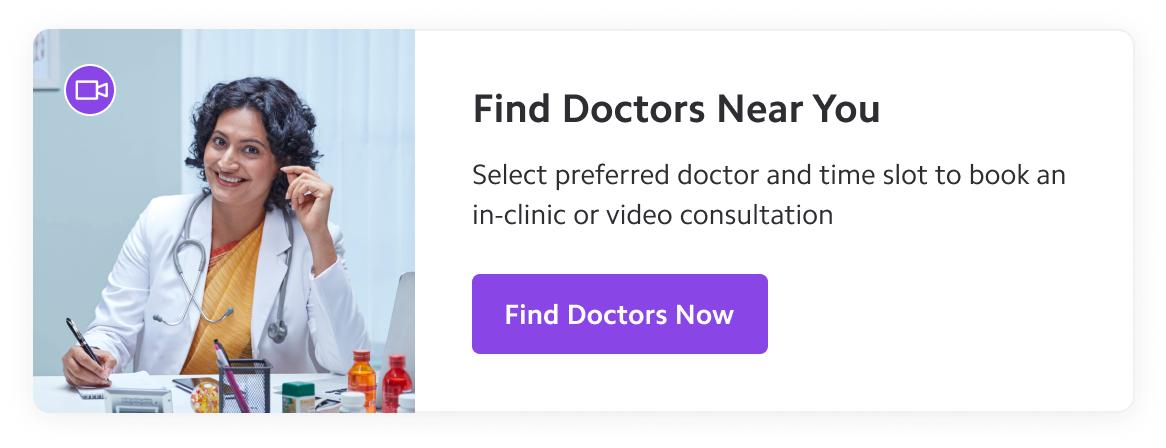 Find Doctors Near You
Select preferred doctor and time slot to book an
in-clinic or video consultation
Find Doctors Now